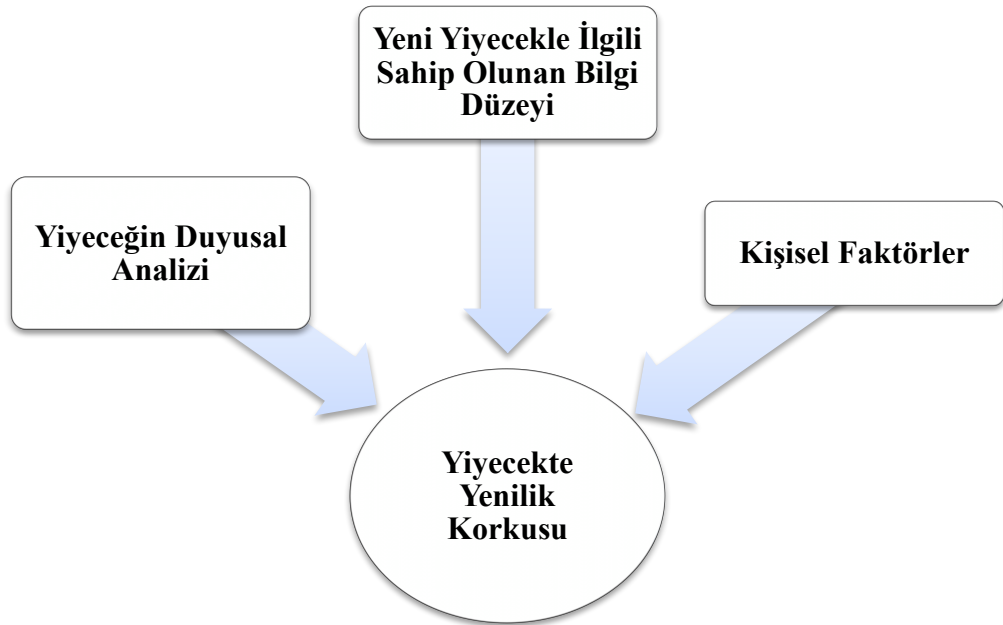 Yeni Yiyecekle İlgili
Sahip Olunan Bilgi
Düzeyi
Yiyeceğin Duyusal
Analizi
Kişisel Faktörler
Yiyecekte
Yenilik
Korkusu